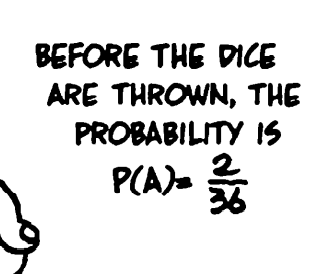 BEFORE THE DICE
ARE THROWN, THE
PROBABILITY IS
P(A)= 2/36